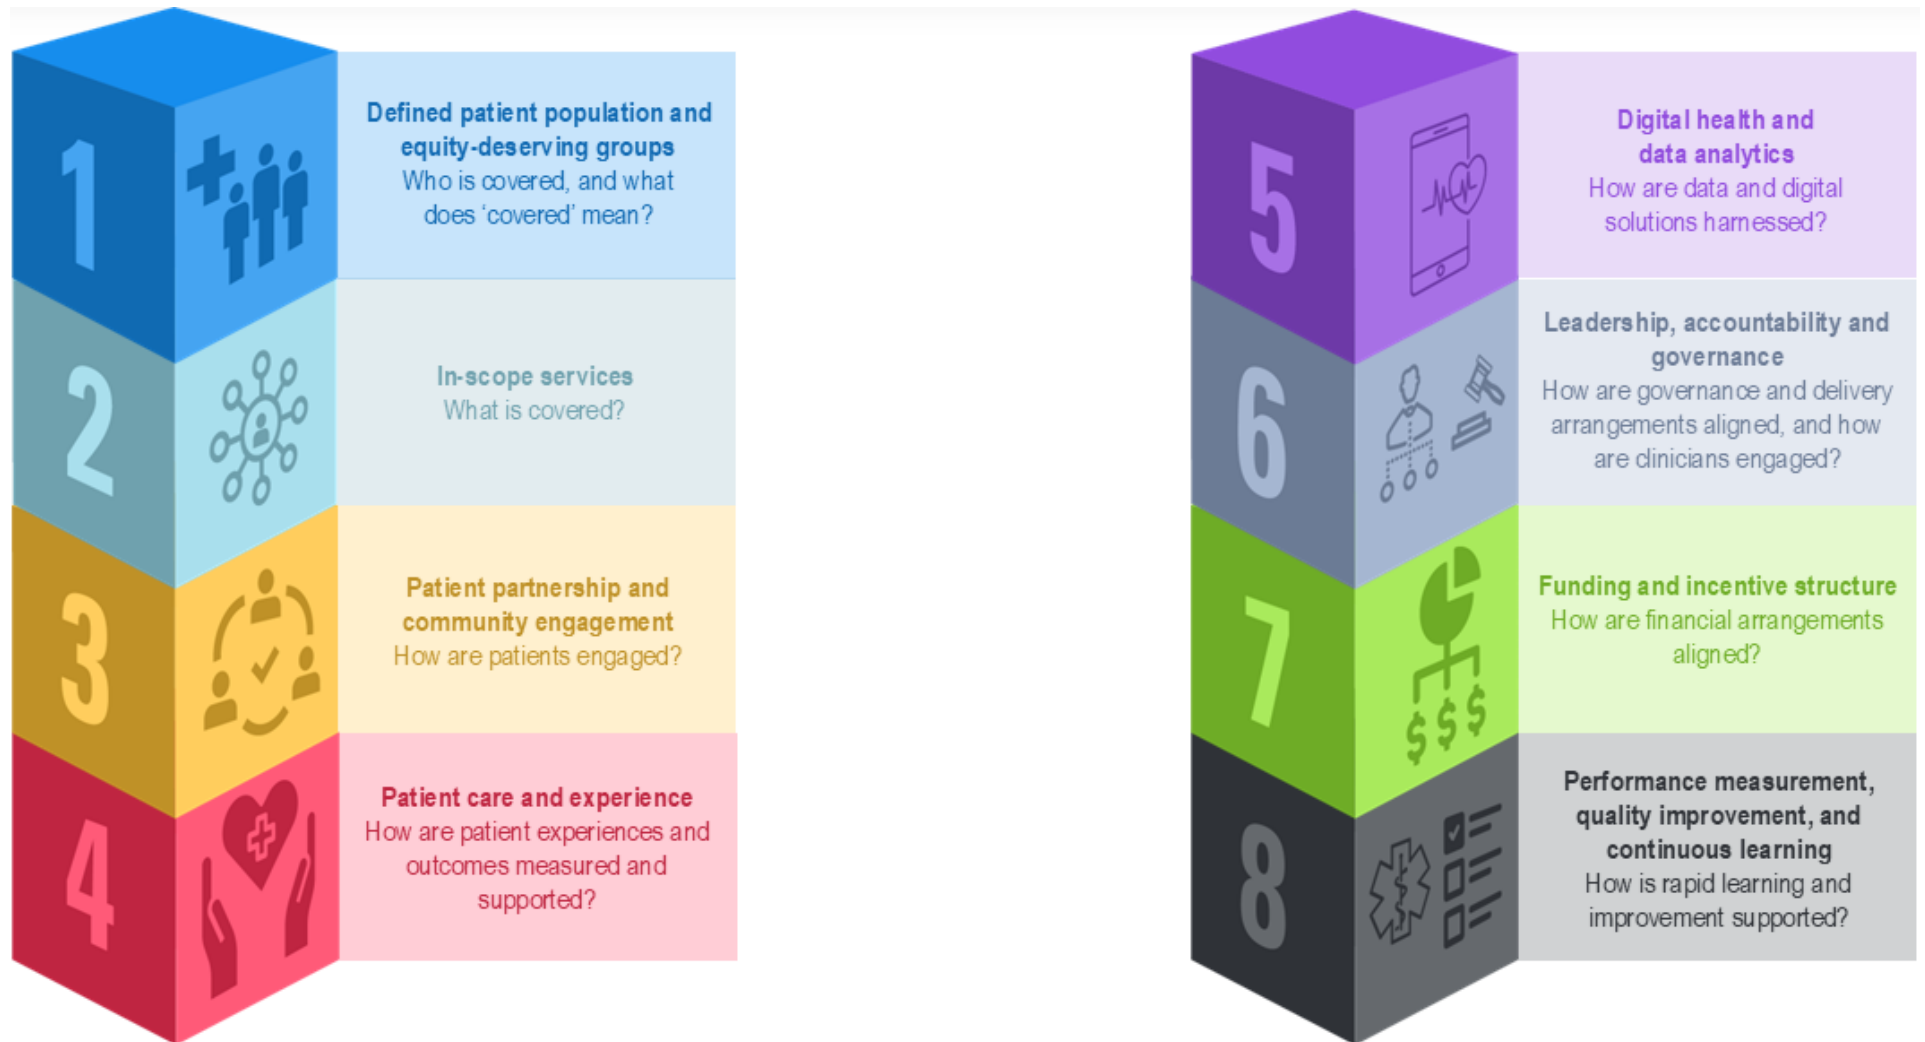 1
Defined patient population and
equity-deserving groups
Who is covered, and what
does ‘covered’ mean?
2
In-scope services
What is covered?
3
Patient partnership and
community engagement
How are patients engaged?
4
Patient care and experience
How are patient experiences and
outcomes measured and
supported?
5
Digital health and
data analytics
How are data and digital
solutions harnessed?
6
Leadership, accountability and
governance
How are governance and delivery
arrangements aligned, and how
are clinicians engaged?
7
$ $ $
Funding and incentive structure
How are financial arrangements
aligned?
8
Performance measurement,
quality improvement, and
continuous learning
How is rapid learning and
improvement supported?